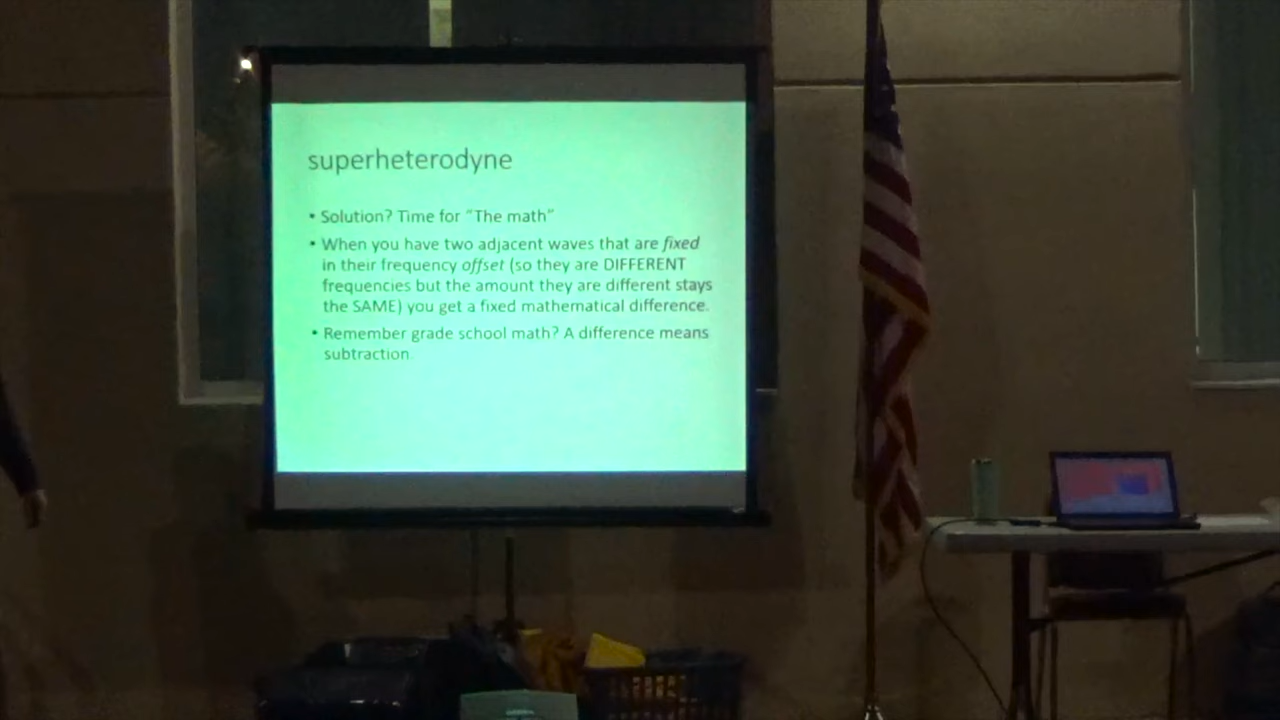 superheterodyne
• Solution? Time for “The math”
• When you have two adjacent waves that are fixed
in their frequency offset (so they are DIFFERENT
frequencies but the amount they are different stays
the SAME) you get a fixed mathematical difference.
• Remember grade school math? A difference means
subtraction